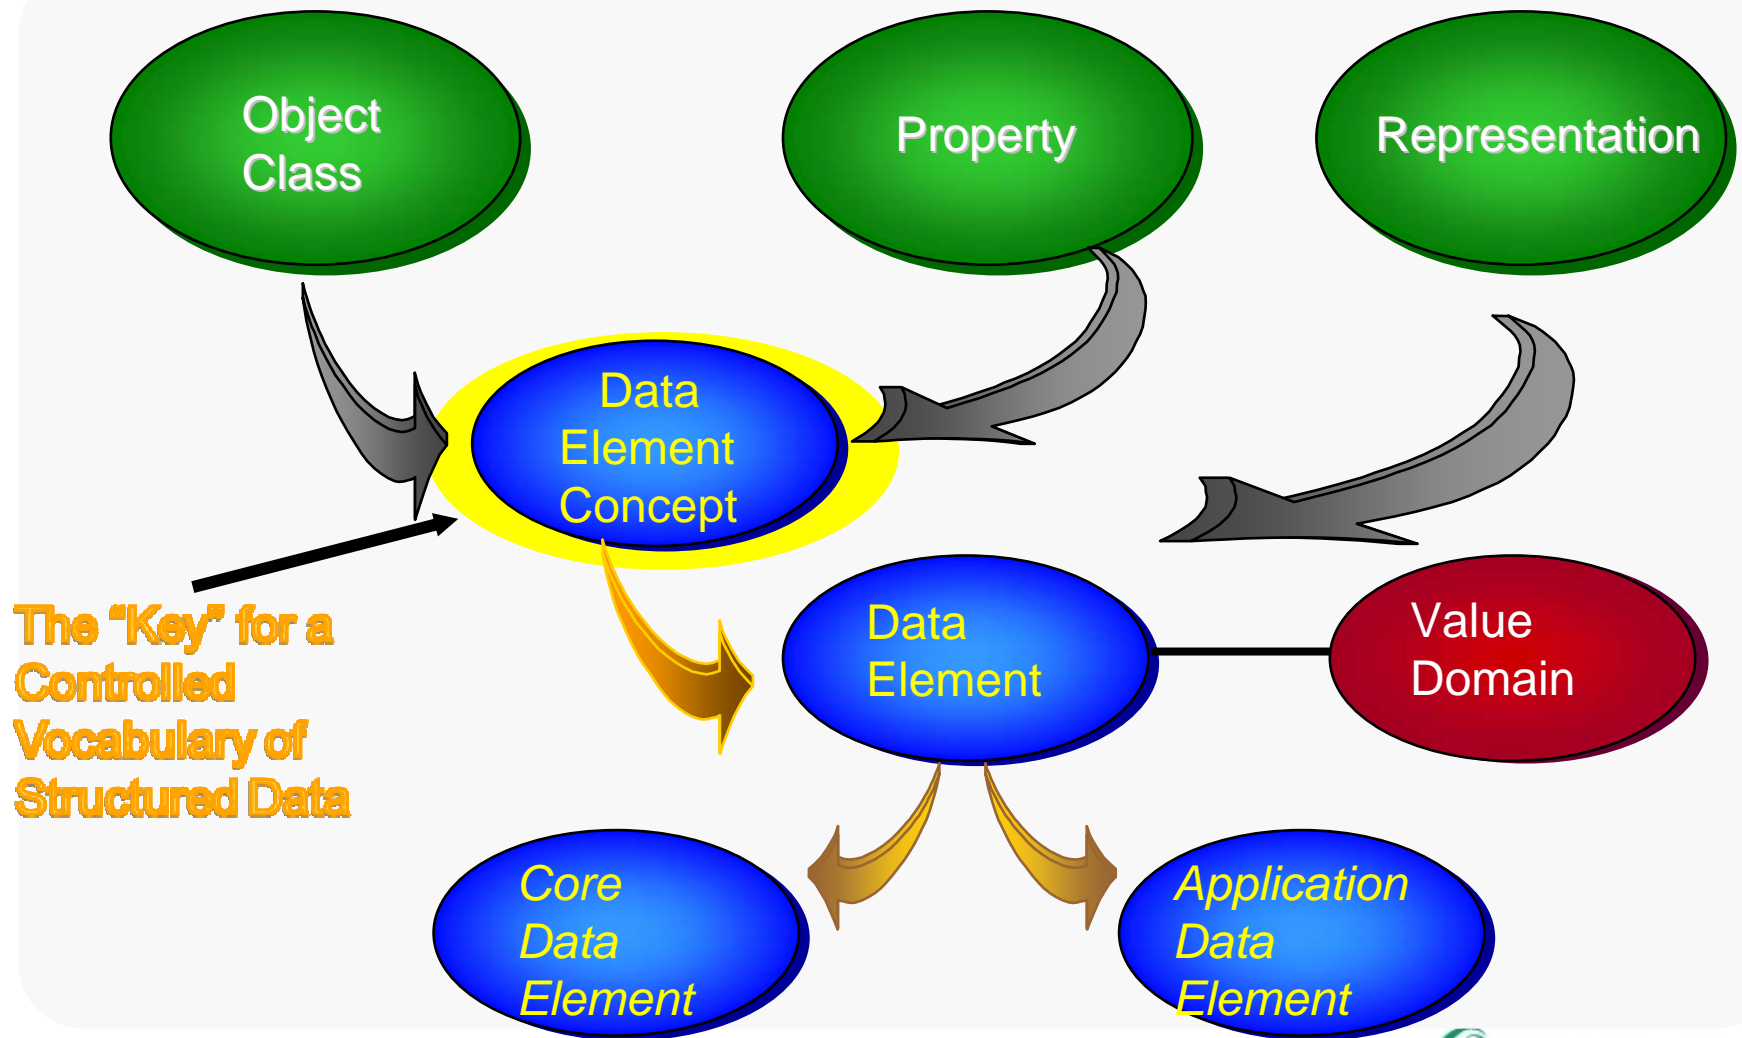 Object
Class
Property
Representation
Data
Element
Concept
The “Key” for a
Controlled
Vocabulary of
Structured Data
Data
Element
Value
Domain
Core
Data
Element
Application
Data
Element